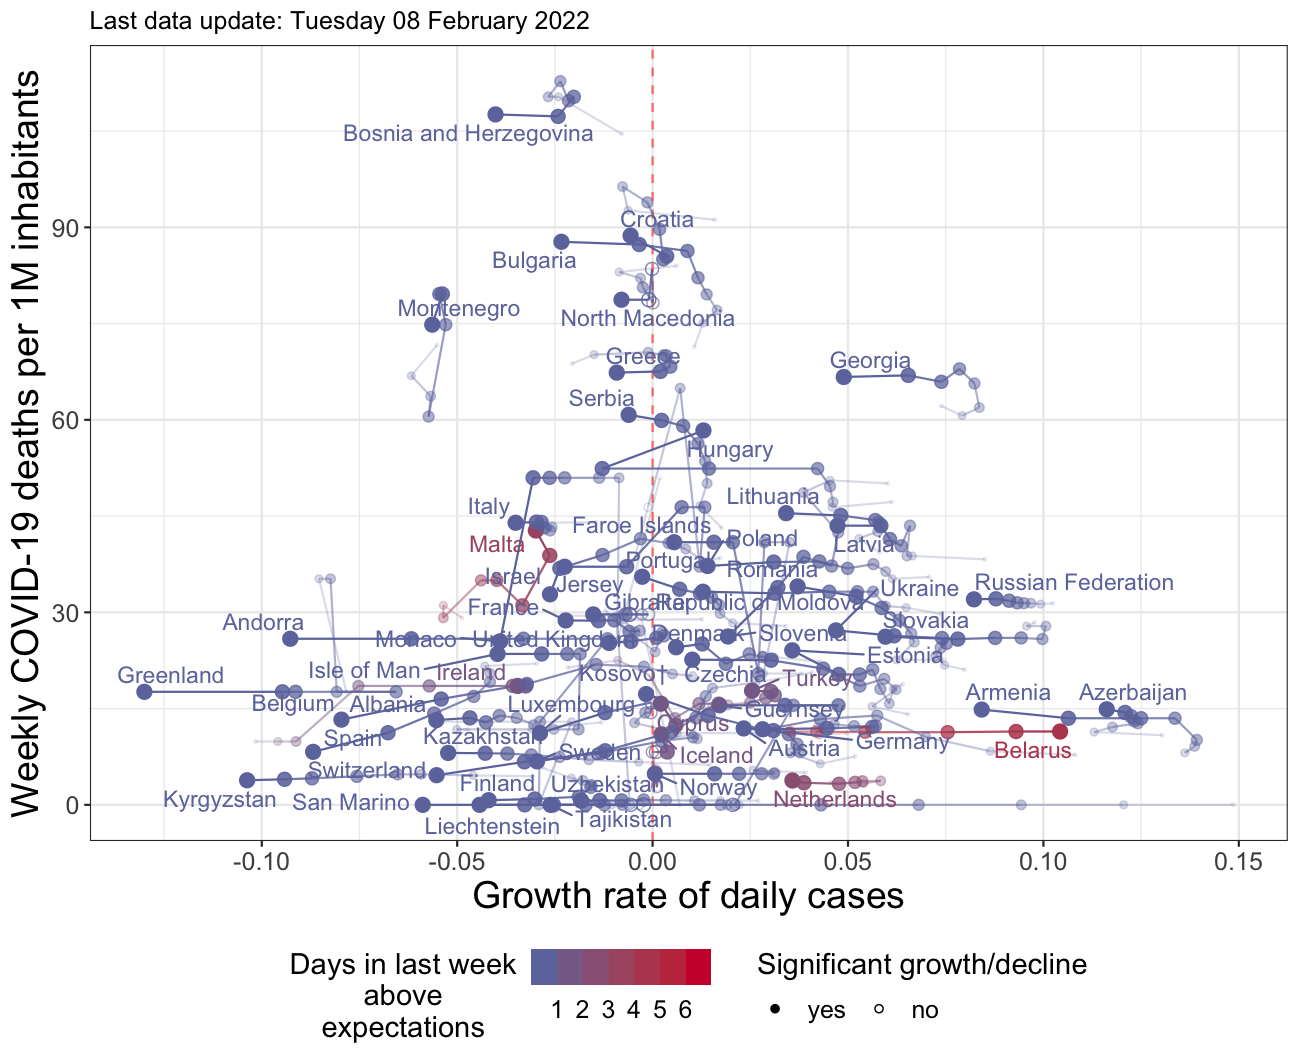 Last data update: Tuesday 08 February 2022
Weekly COVID-19 deaths per 1M inhabitants
90
60
30
0
Bosnia and Herzegovina
Croatia
Bulgaria
Montenegro
North Macedonia
Greece
Georgia
Serbia
Hungary
Lithuania
Italy
Faroe Islands
Poland
Latvia
Malta
Portugal
Romania
Israel
Jersey
Ukraine
Russian Federation
France
Gibraltar
Republic of Moldova
Andorra
Slovakia
Monaco
United Kingdom
Denmark
Slovenia
Estonia
Isle of Man
Ireland
Kosovo†
Czechia
Turkey
Greenland
Belgium
Albania
Luxembourg
Guernsey
Armenia
Azerbaijan
Spain
Kazakhstan
Cyprus
Sweden
Iceland
Austria
Germany
Belarus
Switzerland
Finland
Uzbekistan
Norway
Netherlands
Kyrgyzstan
San Marino
Liechtenstein
Tajikistan
-0.10
-0.05
0.00
0.05
0.10
0.15
Growth rate of daily cases
Days in last week
above
expectations
1 2 3 4 5 6
Significant growth/decline
yes
no